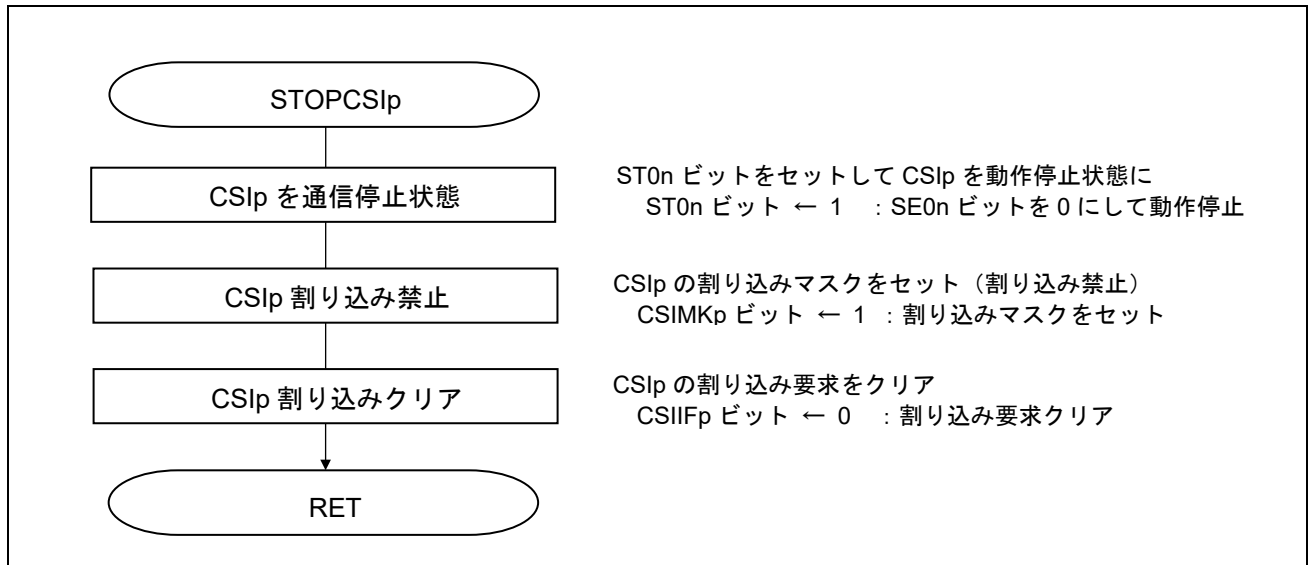 STOPCSIp
CSIp を通信停止状態
ST0n ビットをセットして CSIp を動作停止状態に
ST0n ビット ← 1 ：SE0n ビットを 0 にして動作停止
CSIp 割り込み禁止
CSIp の割り込みマスクをセット（割り込み禁止）
CSIMKp ビット ← 1 ：割り込みマスクをセット
CSIp 割り込みクリア
CSIp の割り込み要求をクリア
CSIIFp ビット ← 0 ：割り込み要求クリア
RET